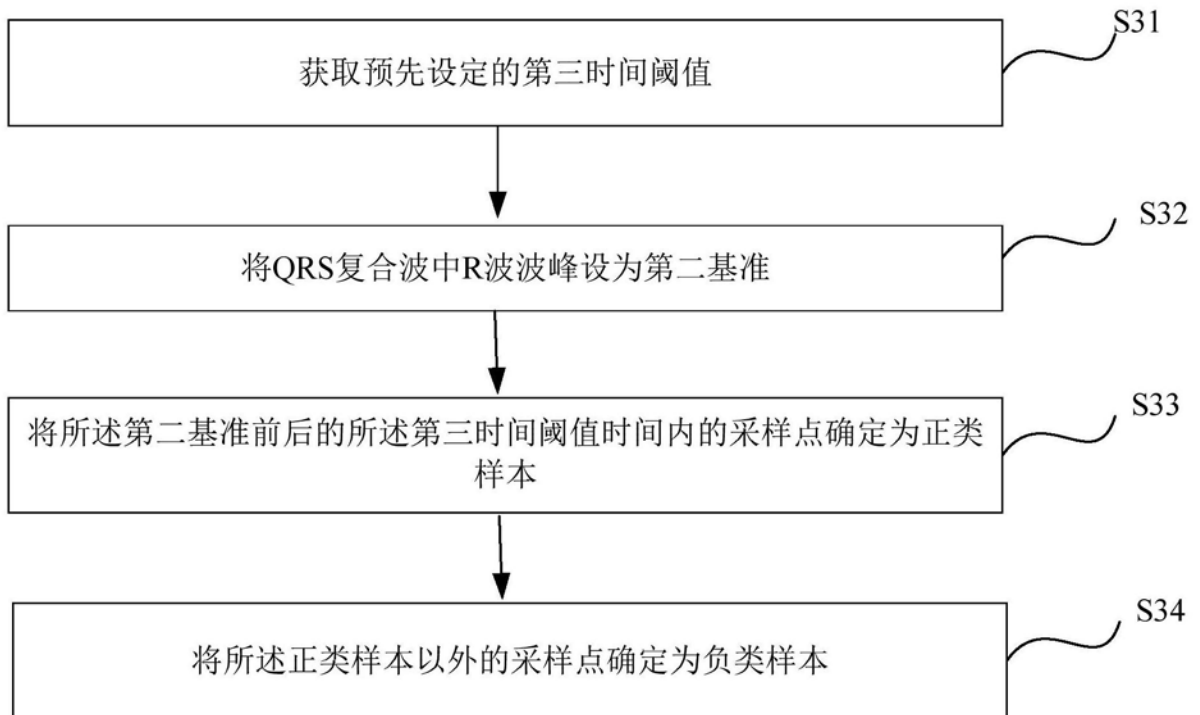 S31
获取预先设定的第三时间阈值
S32
将QRS复合波中R波波峰设为第二基准
S33
将所述第二基准前后的所述第三时间阈值时间内的采样点确定为正类
样本
S34
将所述正类样本以外的采样点确定为负类样本